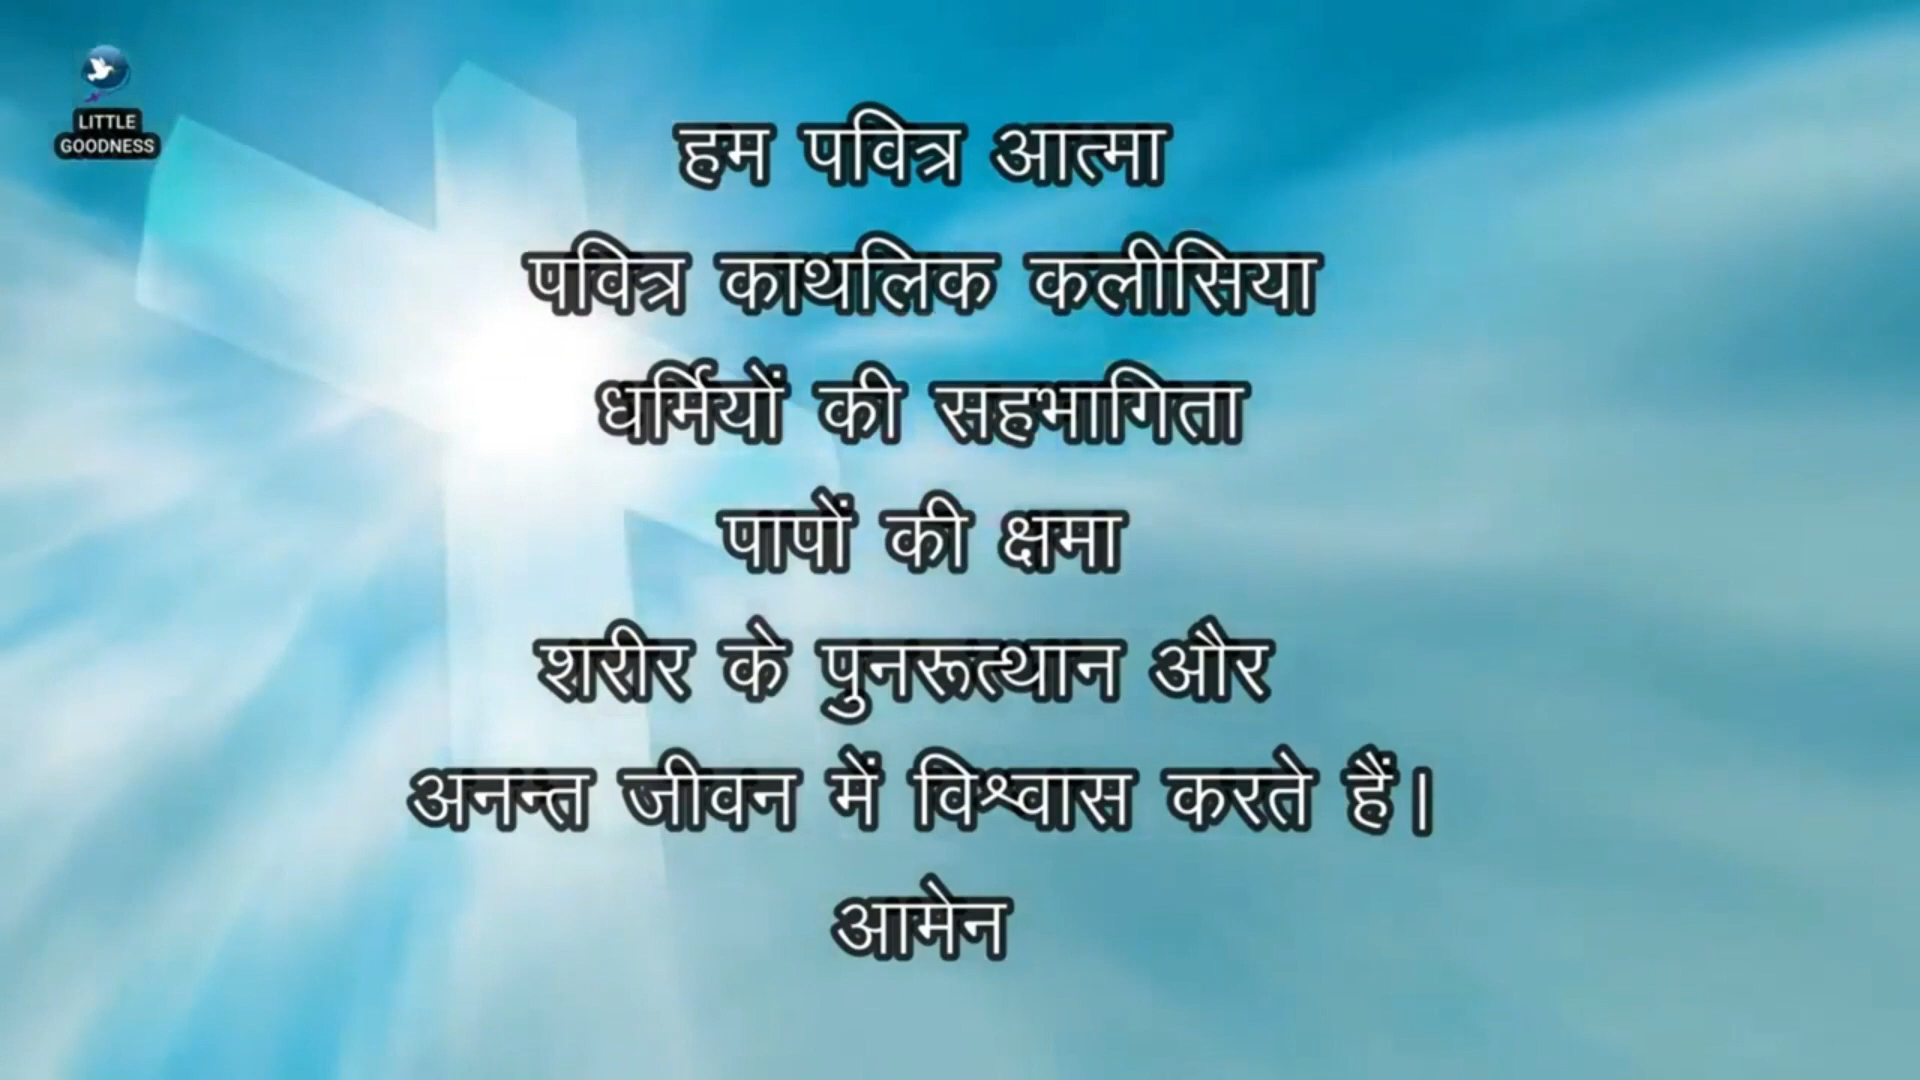 LITTLE
GOODNESS
हम पवित्र आत्मा
पवित्र काथलिक कलीसिया
धर्मियों की सहभागिता
पापों की क्षमा
शरीर के पुनरूत्थान और
अनन्त जीवन में विश्वास करते हैं।
आमेन